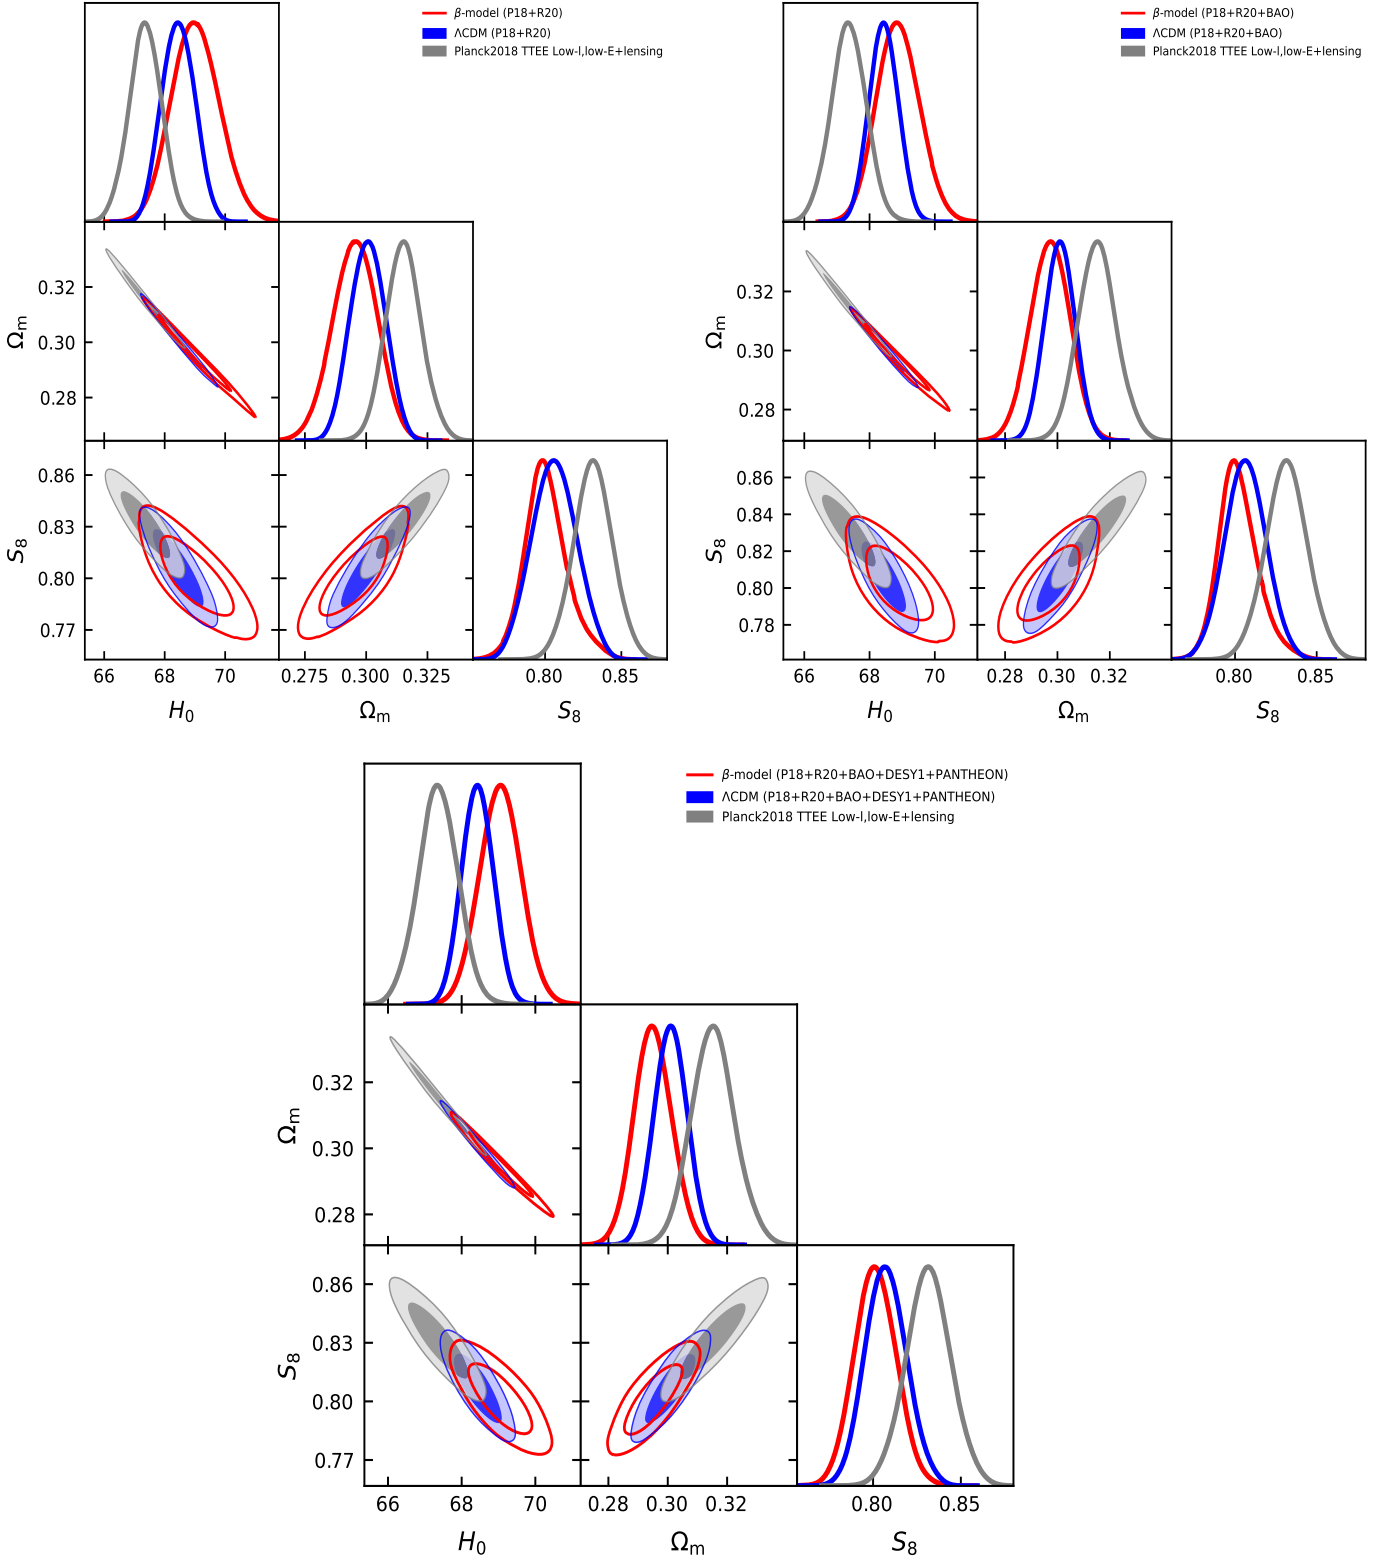 β-model (P18+R20)
ΛCDM (P18+R20)
Planck2018 TTEE Low-l,low-E+lensing
0.32
0.30
0.28
Ωm
0.86
0.83
0.80
0.77
S8
66 68 70
0.275 0.300 0.325
0.80 0.85
H0
Ωm
S8
β-model (P18+R20+BAO)
ΛCDM (P18+R20+BAO)
Planck2018 TTEE Low-l,low-E+lensing
0.32
0.30
0.28
Ωm
0.86
0.84
0.82
0.80
0.78
S8
66 68 70
0.28 0.30 0.32
0.80 0.85
H0
Ωm
S8
β-model (P18+R20+BAO+DESY1+PANTHEON)
ΛCDM (P18+R20+BAO+DESY1+PANTHEON)
Planck2018 TTEE Low-l,low-E+lensing
0.32
0.30
0.28
Ωm
0.86
0.83
0.80
0.77
S8
66 68 70
0.28 0.30 0.32
0.80 0.85
H0
Ωm
S8